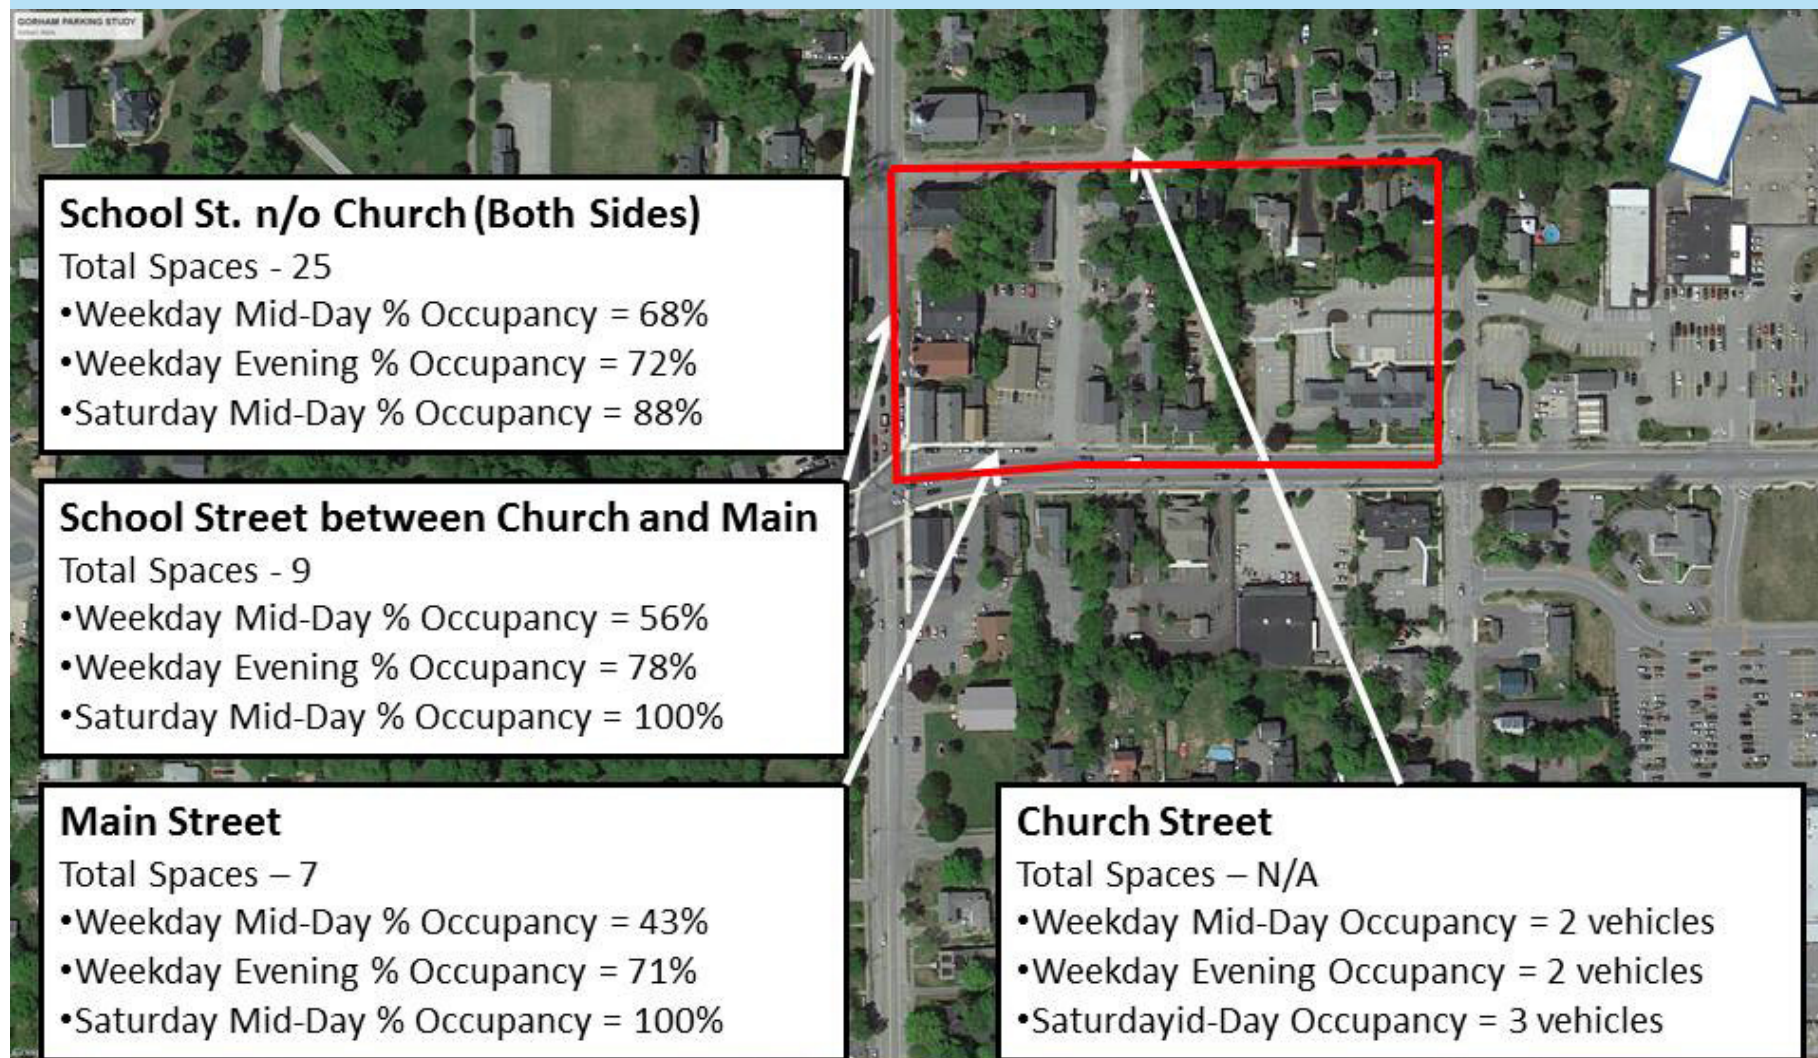 GORHAM PARKING STUDY
School St. n/o Church (Both Sides)
Total Spaces - 25
•Weekday Mid-Day % Occupancy = 68%
•Weekday Evening % Occupancy = 72%
•Saturday Mid-Day % Occupancy = 88%
School Street between Church and Main
Total Spaces - 9
•Weekday Mid-Day % Occupancy = 56%
•Weekday Evening % Occupancy = 78%
•Saturday Mid-Day % Occupancy = 100%
Main Street
Total Spaces – 7
•Weekday Mid-Day % Occupancy = 43%
•Weekday Evening % Occupancy = 71%
•Saturday Mid-Day % Occupancy = 100%
Church Street
Total Spaces – N/A
•Weekday Mid-Day Occupancy = 2 vehicles
•Weekday Evening Occupancy = 2 vehicles
•Saturdayid-Day Occupancy = 3 vehicles